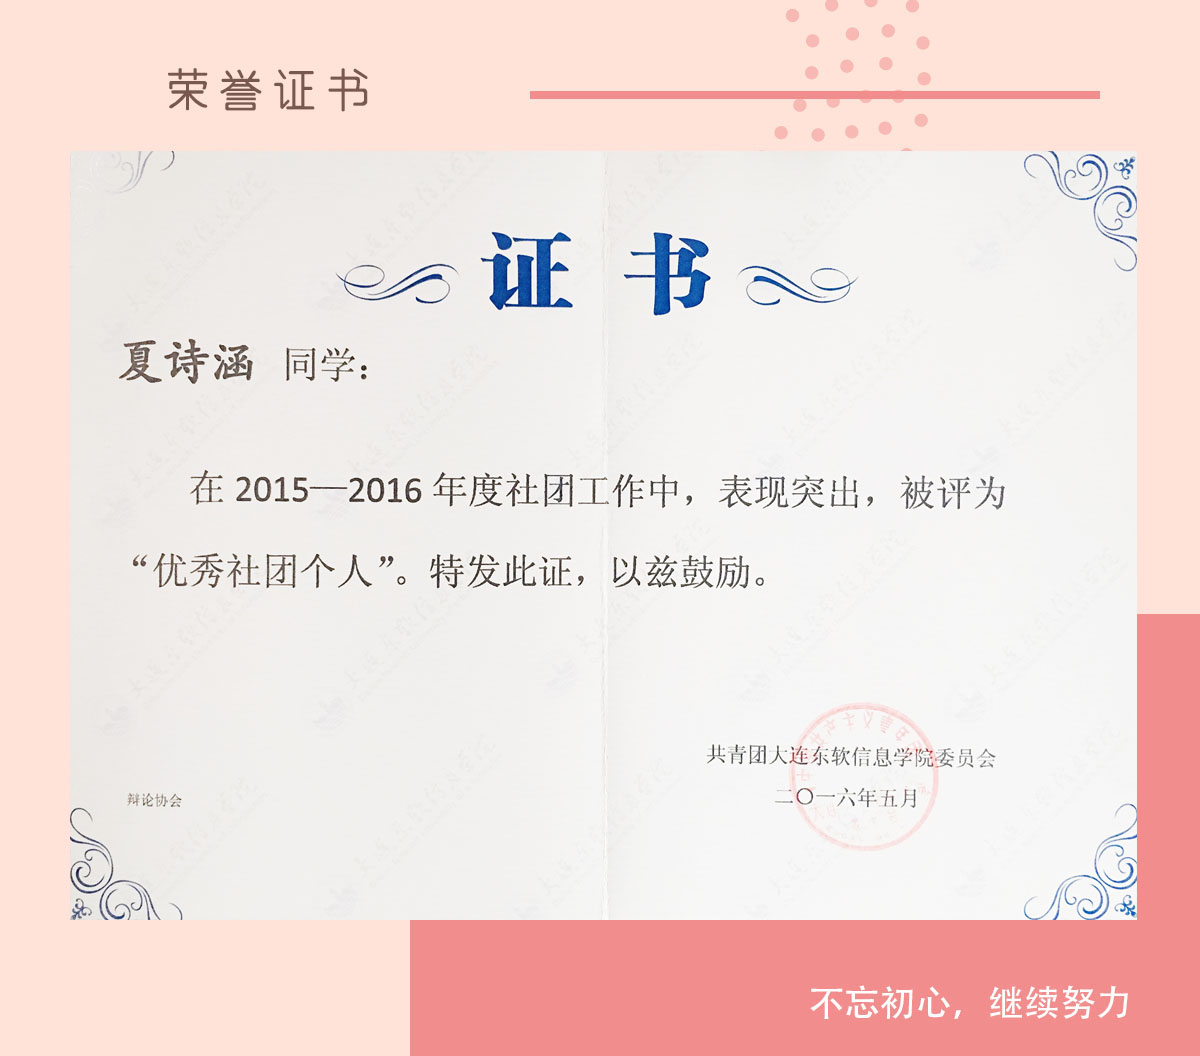 荣誉证书
证 书
夏诗涵 同学：
在 2015—2016 年度社团工作中，表现突出，被评为
“优秀社团个人”。特发此证，以兹鼓励。
共青团大连东软信息学院委员会
二〇一六年五月
辩论协会
不忘初心，继续努力